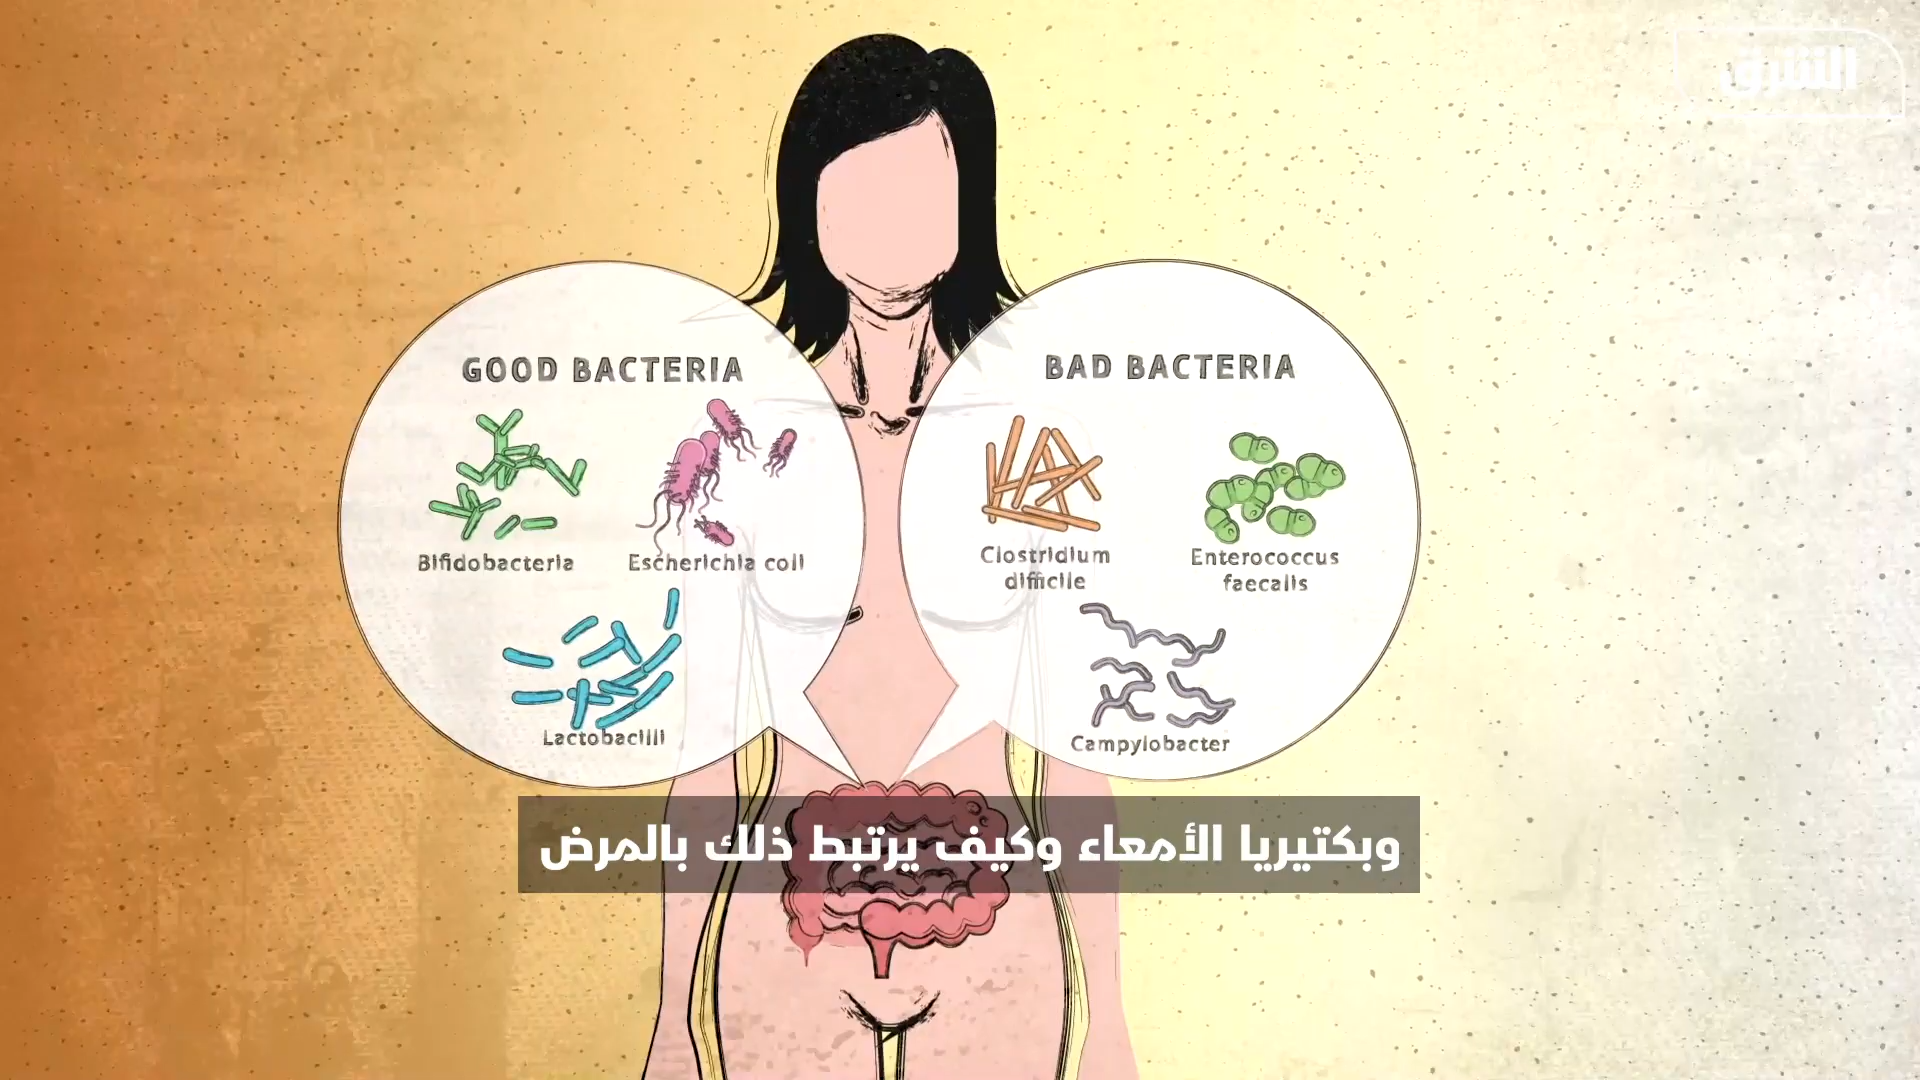 الشرق
GOOD BACTERIA
Bifidobacteria
Escherichia coli
Lactobacilli
BAD BACTERIA
Clostridium
difficile
Enterococcus
faecalis
Campylobacter
وبكتيريا الأمعاء وكيف يرتبط ذلك بالمرض